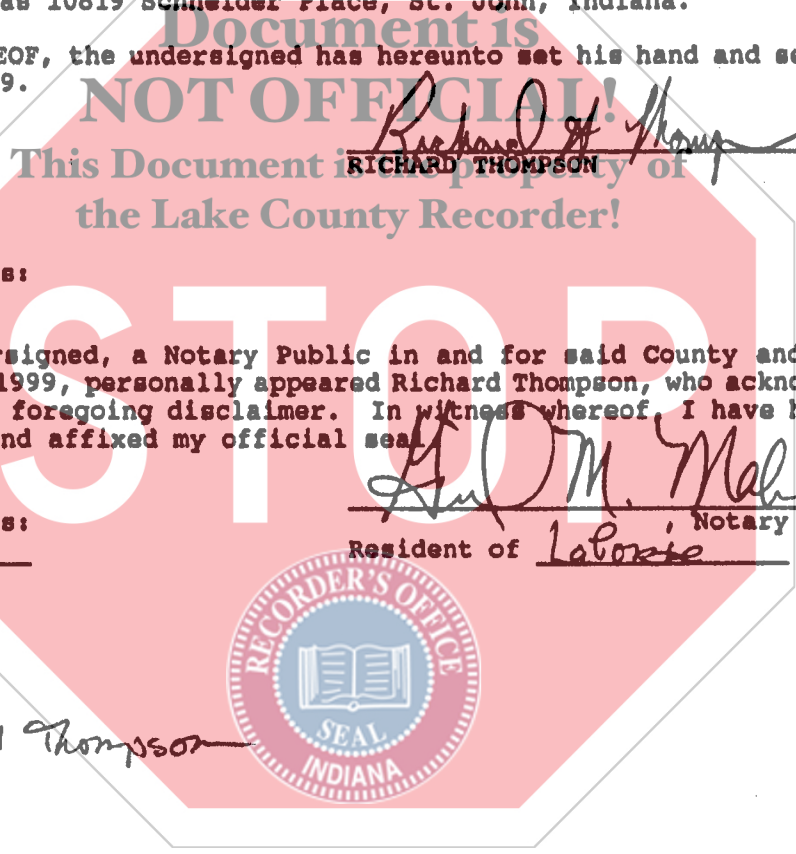 as 10819 Schneider Place, St. John, Indiana.
Document is
EOF, the undersigned has hereunto set his hand and se
9.
NOT OFFICIAL!
Richard Thomp
This Document is the property of
RICHARD THOMPSON
the Lake County Recorder!
s:
STOP
rsigned, a Notary Public in and for said County and
1999, personally appeared Richard Thompson, who ackno
foregoing disclaimer. In witness whereof, I have h
nd affixed my official seal
M.
s:
, Notary
Resident of LaPorte
RECORDER'S OFFICE
SEAL
INDIANA
Thompson